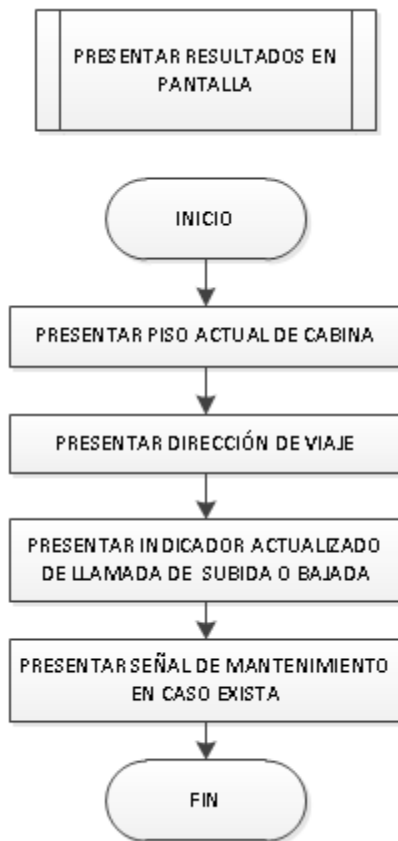 PRESENTAR RESULTADOS EN
PANTALLA
INICIO
PRESENTAR PISO ACTUAL DE CABINA
PRESENTAR DIRECCIÓN DE VIAJE
PRESENTAR INDICADOR ACTUALIZADO
DE LLAMADA DE SUBIDA O BAJADA
PRESENTAR SEÑAL DE MANTENIMIENTO
EN CASO EXISTA
FIN